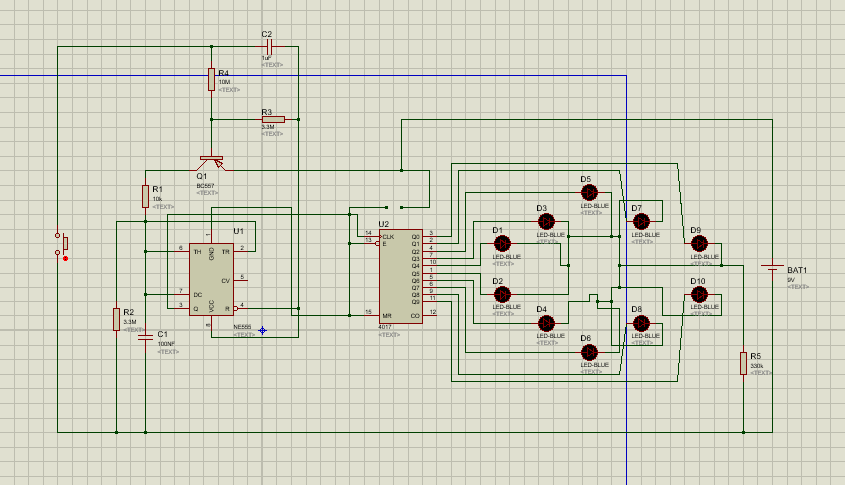 C2
1uF
<TEXT>
R4
10M
<TEXT>
R3
3.3M
<TEXT>
Q1
BC557
<TEXT>
R1
10k
<TEXT>
U1
6 TH TR 2
1 GND
CV 5
7 DC
3 Q R 4
VCC
8
NE555
<TEXT>
R2
3.3M
<TEXT>
C1
100NF
<TEXT>
U2
14 CLK Q0 3
13 E Q1 2
Q2 4
Q3 7
Q4 10
Q5 1
Q6 5
Q7 6
Q8 9
Q9 11
15 MR CO 12
4017
<TEXT>
D5
LED-BLUE
<TEXT>
D3
LED-BLUE
<TEXT>
D7
LED-BLUE
<TEXT>
D1
LED-BLUE
<TEXT>
D9
LED-BLUE
<TEXT>
D2
LED-BLUE
<TEXT>
D10
LED-BLUE
<TEXT>
D4
LED-BLUE
<TEXT>
D8
LED-BLUE
<TEXT>
D6
LED-BLUE
<TEXT>
BAT1
9V
<TEXT>
R5
330k
<TEXT>